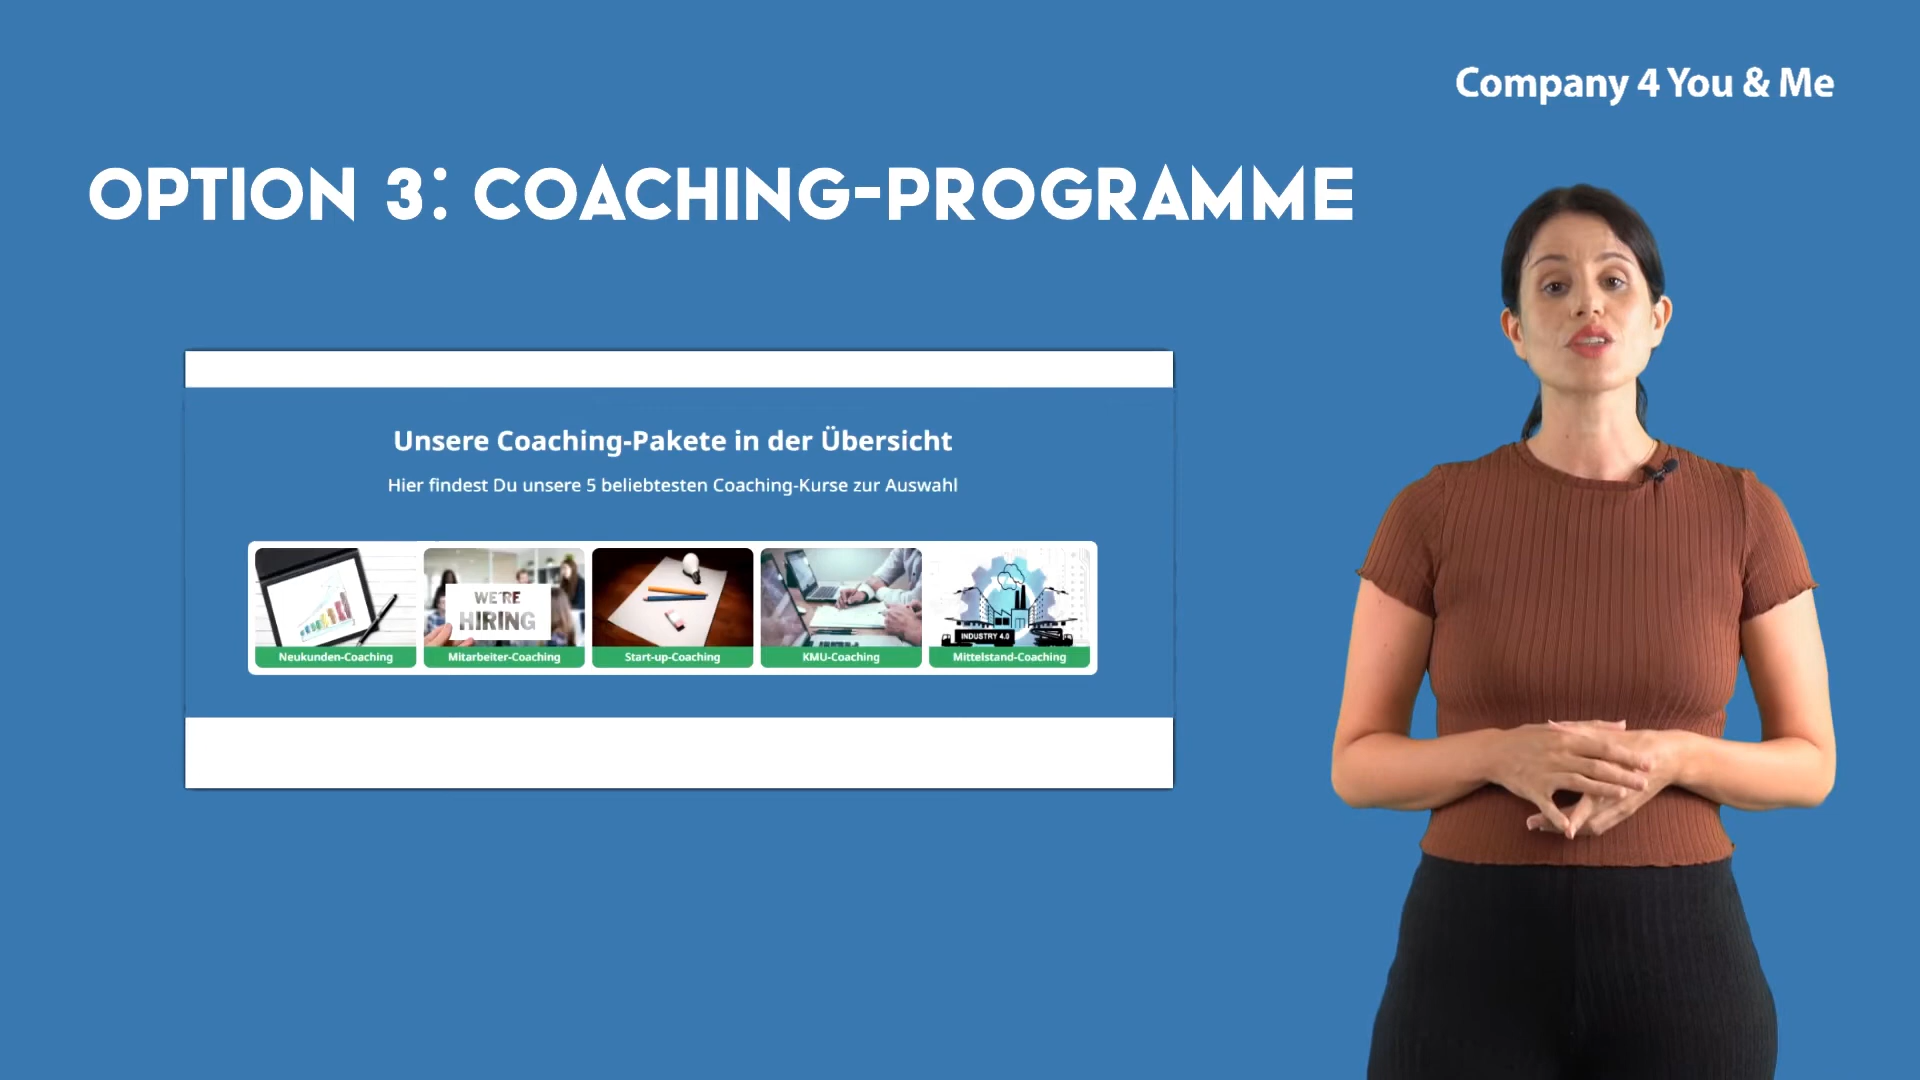 Company 4 You & Me
OPTION 3: COACHING-PROGRAMME
Unsere Coaching-Pakete in der Übersicht
Hier findest Du unsere 5 beliebtesten Coaching-Kurse zur Auswahl
WE'RE
HIRING
INDUSTRY 4.0
Neukunden-Coaching
Mitarbeiter-Coaching
Start-up-Coaching
KMU-Coaching
Mittelstand-Coaching